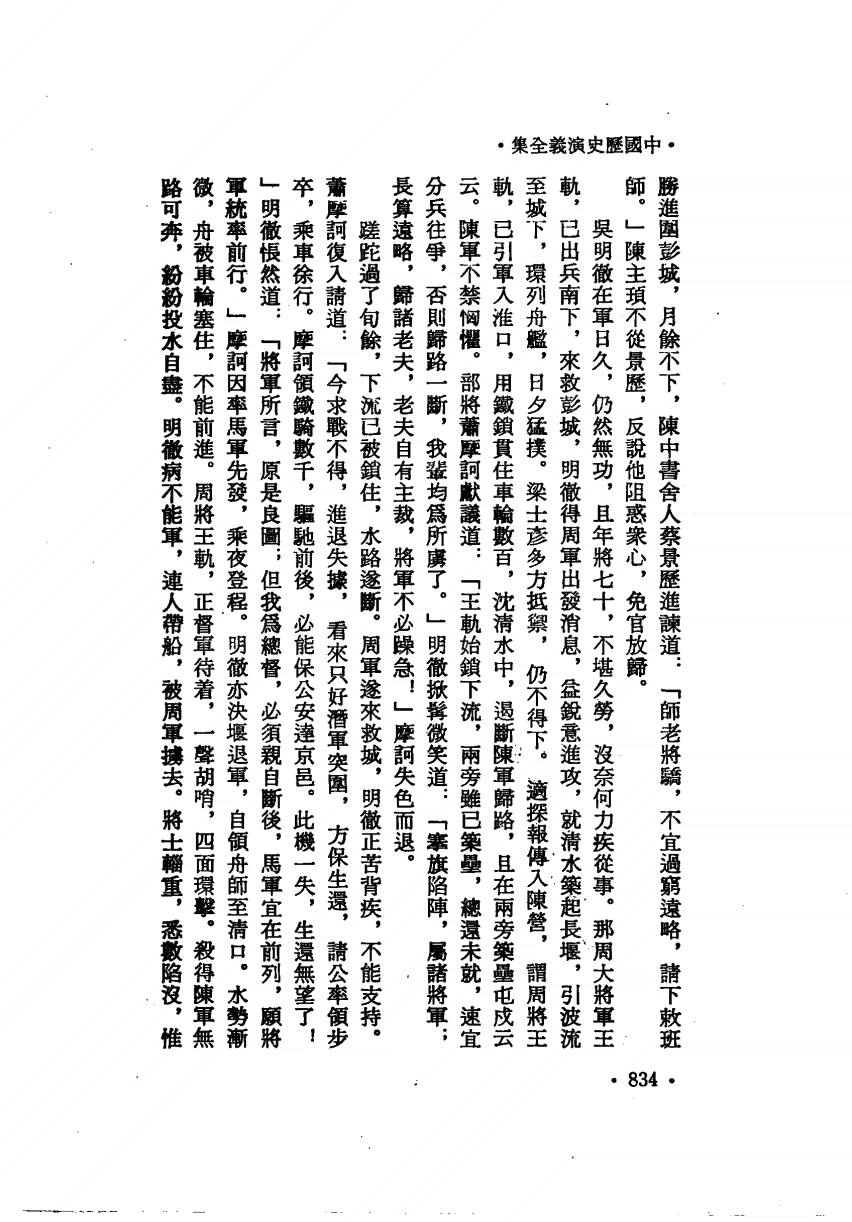 •中國歷史演義全集•
勝進圍彭城，月餘不下，陳中書舍人蔡景歷進諫道：「師老將驕，不宜過窮遠略，請下敕班
師。」陳主頊不從景歷，反說他阻惑衆心，免官放歸。
吳明徹在軍日久，仍然無功，且年將七十，不堪久勞，沒奈何力疾從事。那周大將軍王
軌，已出兵南下，來救彭城，明徹得周軍出發消息，益銳意進攻，就淸水築起長堰，引波流
至城下，環列舟艦，日夕猛撲。梁士彥多方抵禦，仍不得下。適探報傳入陳營，謂周將王
軌，已引軍入淮口，用鐵鎖貫住車輪數百，沈淸水中，遏斷陳軍歸路，且在兩旁築壘屯戍云
云。陳軍不禁恟懼。部將蕭摩訶獻議道：「王軌始鎖下流，兩旁雖已築壘，總還未就，速宜
分兵往爭，否則歸路一斷，我輩均爲所虜了。」明徹掀髯微笑道：「搴旗陷陣，屬諸將軍；
長算遠略，歸諸老夫，老夫自有主裁，將軍不必躁急！」摩訶失色而退。
蹉跎過了旬餘，下流已被鎖住，水路遂斷。周軍遂來救城，明徹正苦背疾，不能支持。
蕭摩訶復入請道：「今求戰不得，進退失據，看來只好潛軍突圍，方保生還，請公率領步
卒，乘車徐行。摩訶領鐵騎數千，驅馳前後，必能保公安達京邑。此機一失，生還無望了！
」明徹悵然道：「將軍所言，原是良圖；但我爲總督，必須親自斷後，馬軍宜在前列，願將
軍統率前行。」摩訶因率馬軍先發，乘夜登程。明徹亦決堰退軍，自領舟師至淸口。水勢漸
微，舟被車輪塞住，不能前進。周將王軌，正督軍待着，一聲胡哨，四面環擊。殺得陳軍無
路可奔，紛紛投水自盡。明徹病不能軍，連人帶船，被周軍擄去。將士輜重，悉數陷沒，惟
•834•